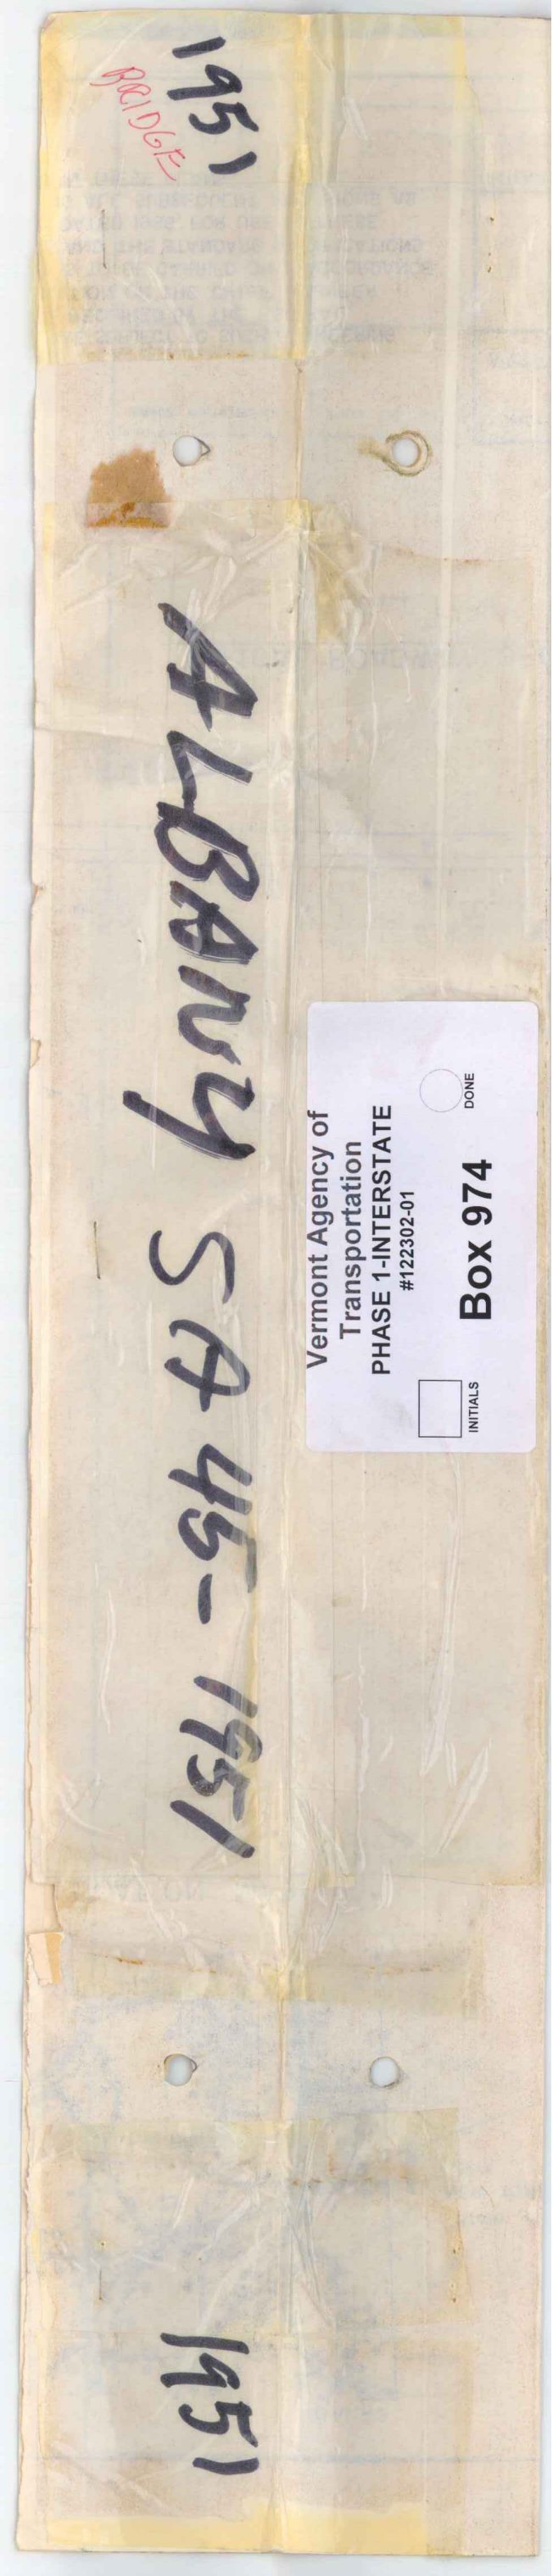 1951
BRIDGE
ALBANY SA 45- 1951
1951
Vermont Agency of
Transportation
PHASE 1-INTERSTATE
#122302-01
INITIALS
Box 974
DONE